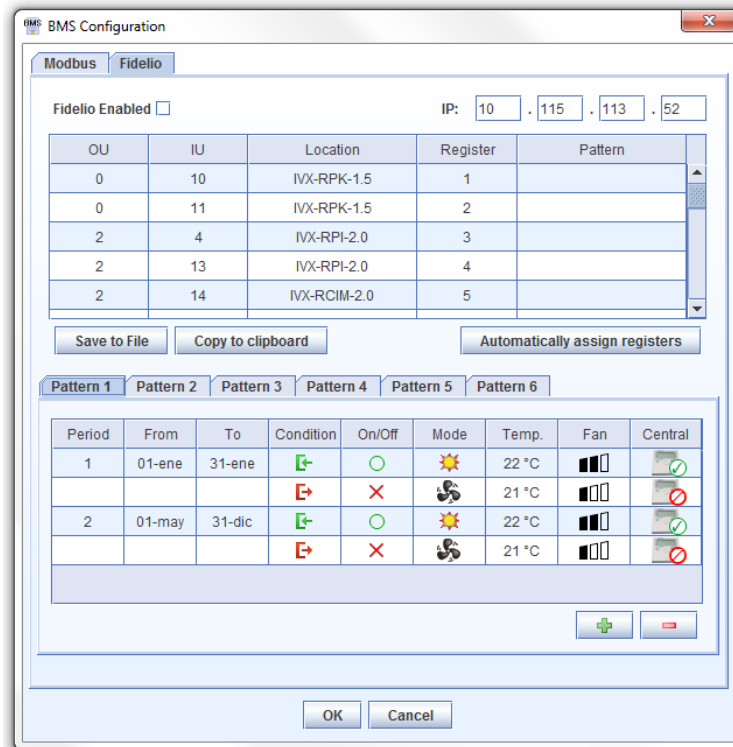 BMS BMS Configuration
Modbus Fidelio
Fidelio Enabled IP: 10 . 115 . 113 . 52
OU IU Location Register Pattern
0 10 IVX-RPK-1.5 1
0 11 IVX-RPK-1.5 2
2 4 IVX-RPI-2.0 3
2 13 IVX-RPI-2.0 4
2 14 IVX-RCIM-2.0 5
Save to File Copy to clipboard Automatically assign registers
Pattern 1 Pattern 2 Pattern 3 Pattern 4 Pattern 5 Pattern 6
Period From To Condition On/Off Mode Temp. Fan Central
1 01-ene 31-ene 22 °C
21 °C
2 01-may 31-dic 22 °C
21 °C
OK Cancel